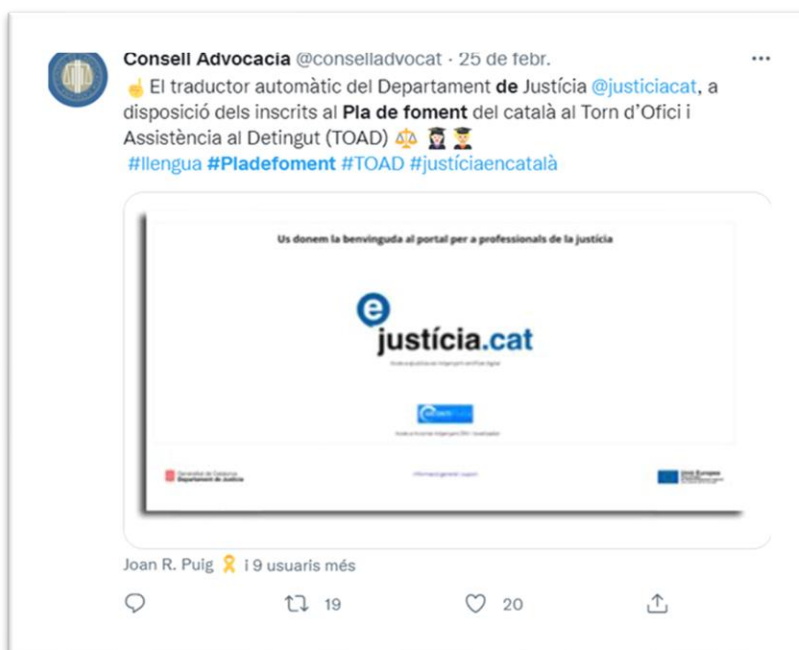 Consell Advocacia @conselladvocat · 25 de febr.
☝️El traductor automàtic del Departament de Justícia @justiciacat, a
disposició dels inscrits al Pla de foment del català al Torn d'Ofici i
Assistència al Detingut (TOAD) ⚖️ 👩‍🎓 👨‍🎓
#llengua #Pladefoment #TOAD #justíciaencatalà
Us donem la benvinguda al portal per a professionals de la justícia
e
justícia.cat
Generalitat de Catalunya
Departament de Justícia
Unió Europea
Joan R. Puig 🎗️ i 9 usuaris més
19
20